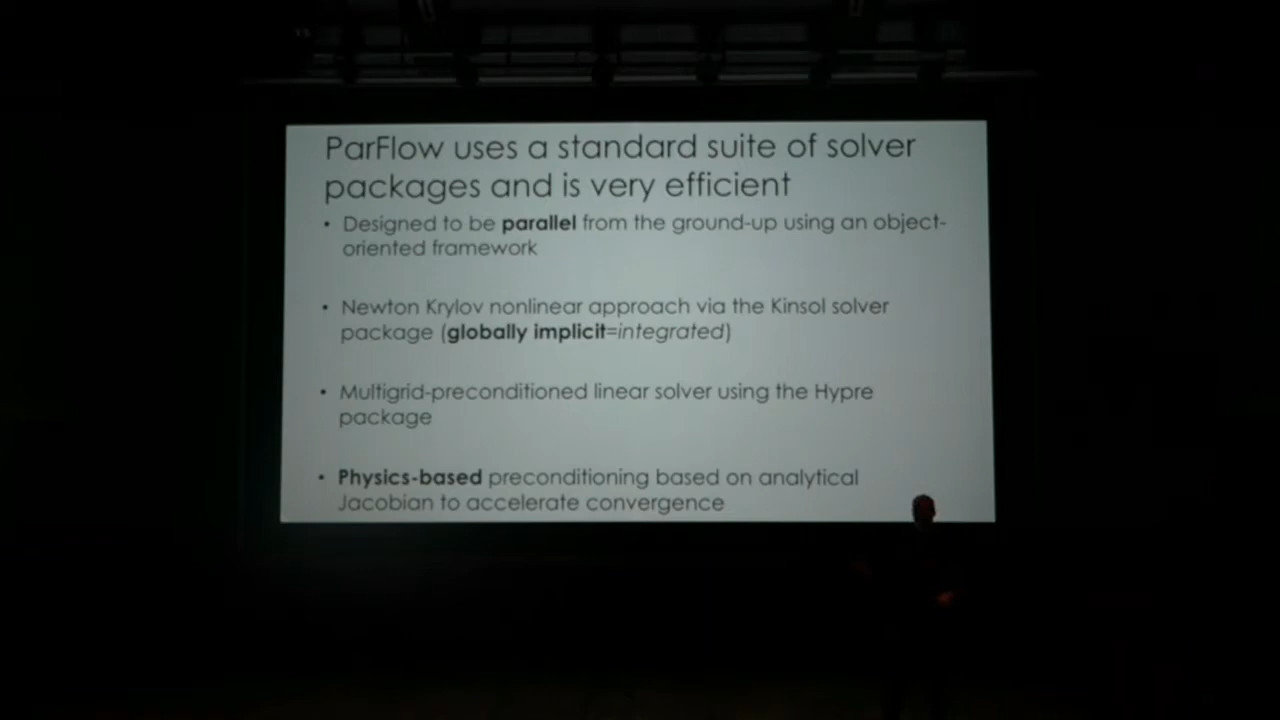 ParFlow uses a standard suite of solver
packages and is very efficient
• Designed to be parallel from the ground-up using an object-
oriented framework
• Newton Krylov nonlinear approach via the Kinsol solver
package (globally implicit=integrated)
• Multigrid-preconditioned linear solver using the Hypre
package
• Physics-based preconditioning based on analytical
Jacobian to accelerate convergence